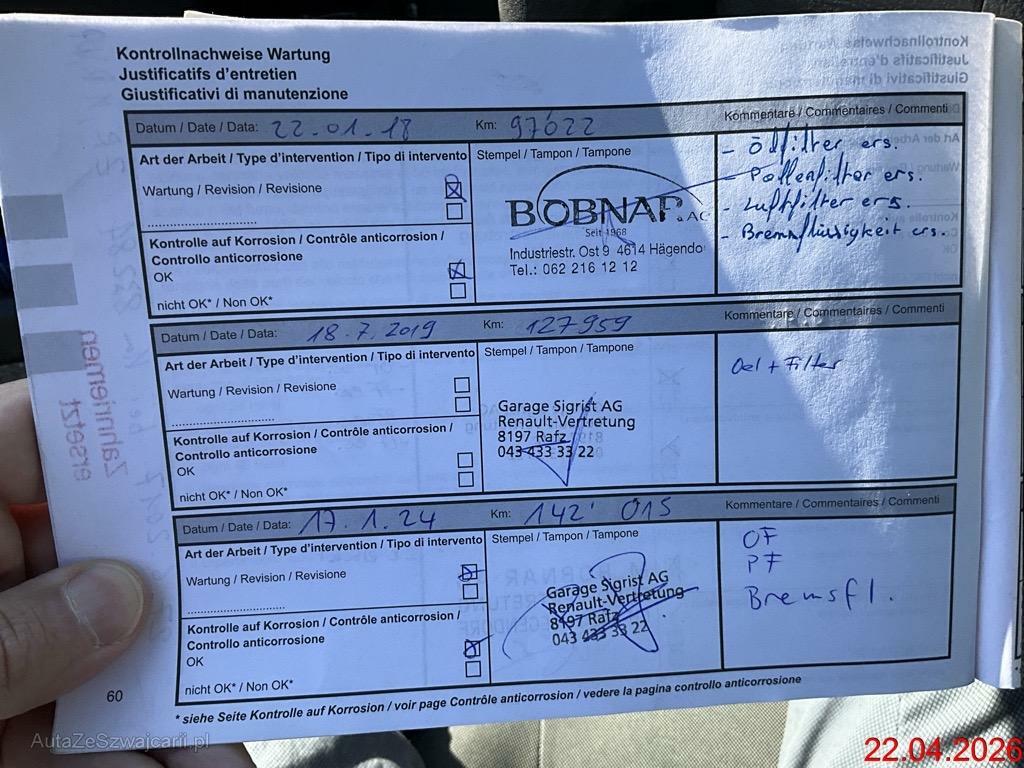 Kontrollnachweise Wartung
Justificatifs d'entretien
Giustificativi di manutenzione
Datum / Date / Data: 22.01.18 Km: 97622 Kommentare / Commentaires / Commenti
Art der Arbeit / Type d'intervention / Tipo di intervento
Stempel / Tampon / Tampone
Wartung / Revision / Revisione
Kontrolle auf Korrosion / Contrôle anticorrosion /
Controllo anticorrosione
OK
nicht OK* / Non OK*
BOBNAR AG
Seit 1968
Industriestr. Ost 9 4614 Hägendo
Tel.: 062 216 12 12
- Ölfilter ers.
- Pollenfilter ers.
- Luftfilter ers.
- Bremsflüssigkeit ers.
Datum / Date / Data: 18.7.2019 Km: 127959 Kommentare / Commentaires / Commenti
Art der Arbeit / Type d'intervention / Tipo di intervento
Stempel / Tampon / Tampone
Wartung / Revision / Revisione
Kontrolle auf Korrosion / Contrôle anticorrosion /
Controllo anticorrosione
OK
nicht OK* / Non OK*
Garage Sigrist AG
Renault-Vertretung
8197 Rafz
043 433 33 22
Oel + Filter
Datum / Date / Data: 17.1.24 Km: 142'015 Kommentare / Commentaires / Commenti
Art der Arbeit / Type d'intervention / Tipo di intervento
Stempel / Tampon / Tampone
Wartung / Revision / Revisione
Kontrolle auf Korrosion / Contrôle anticorrosion /
Controllo anticorrosione
OK
nicht OK* / Non OK*
Garage Sigrist AG
Renault-Vertretung
8197 Rafz
043 433 33 22
OF
PF
Bremsfl.
60
* siehe Seite Kontrolle auf Korrosion / voir page Contrôle anticorrosion / vedere la pagina controllo anticorrosione
Zahnriemen
ersetzt
AutaZeSzwajcarii.pl
22.04.2026